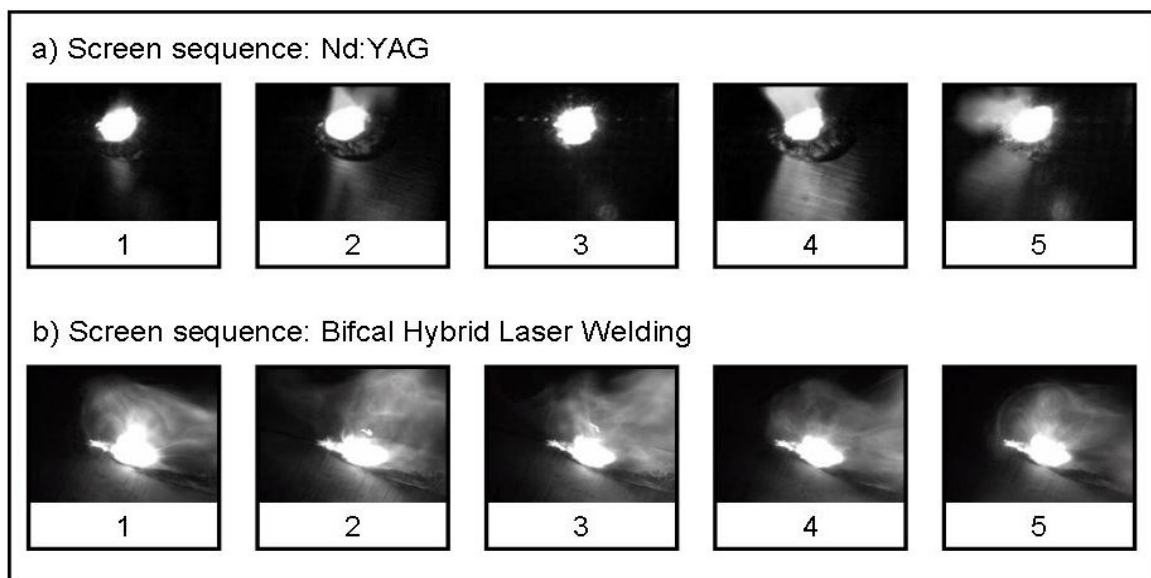 a) Screen sequence: Nd:YAG
1 2 3 4 5
b) Screen sequence: Bifcal Hybrid Laser Welding
1 2 3 4 5